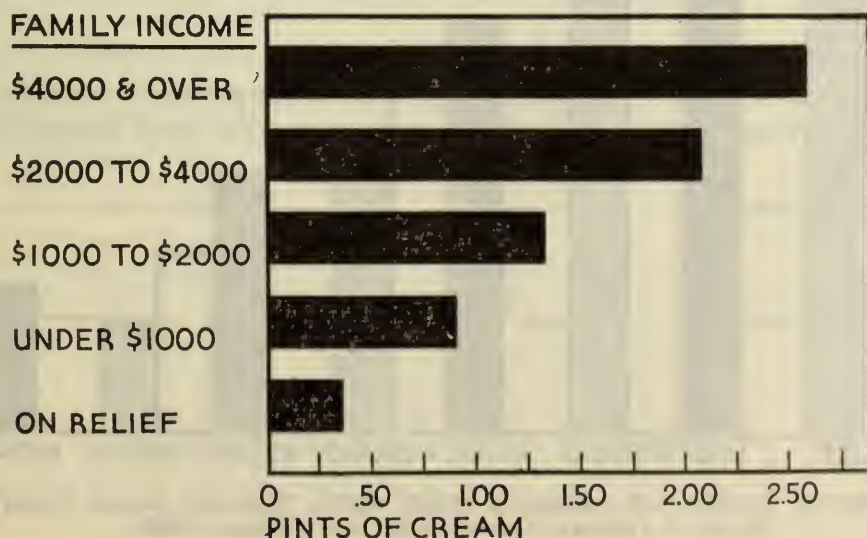 FAMILY INCOME
$4000 & OVER
$2000 TO $4000
$1000 TO $2000
UNDER $1000
ON RELIEF
0 .50 1.00 1.50 2.00 2.50
PINTS OF CREAM